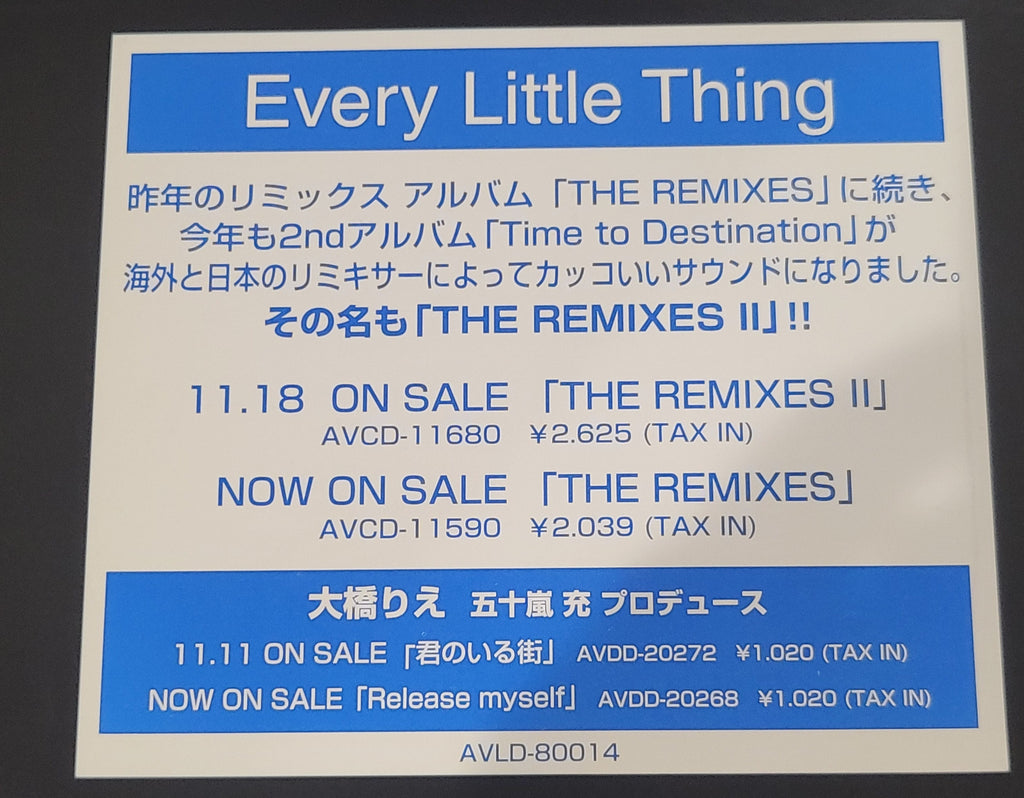 Every Little Thing
昨年のリミックス アルバム「THE REMIXES」に続き、
今年も2ndアルバム「Time to Destination」が
海外と日本のリミキサーによってカッコいいサウンドになりました。
その名も「THE REMIXES II」!!
11.18 ON SALE 「THE REMIXES II」
AVCD-11680 ¥2.625 (TAX IN)
NOW ON SALE 「THE REMIXES」
AVCD-11590 ¥2.039 (TAX IN)
大橋りえ 五十嵐 充 プロデュース
11.11 ON SALE 「君のいる街」 AVDD-20272 ¥1.020 (TAX IN)
NOW ON SALE 「Release myself」 AVDD-20268 ¥1.020 (TAX IN)
AVLD-80014